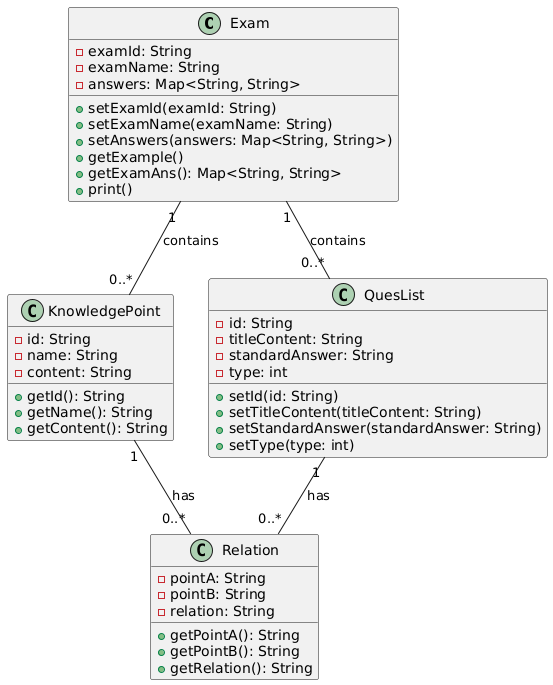 C Exam
examId: String
examName: String
answers: Map<String, String>
setExamId(examId: String)
setExamName(examName: String)
setAnswers(answers: Map<String, String>)
getExample()
getExamAns(): Map<String, String>
print()
1
1
contains
contains
0..*
0..*
C KnowledgePoint
id: String
name: String
content: String
getId(): String
getName(): String
getContent(): String
C QuesList
id: String
titleContent: String
standardAnswer: String
type: int
setId(id: String)
setTitleContent(titleContent: String)
setStandardAnswer(standardAnswer: String)
setType(type: int)
1
1
has
has
0..*
0..*
C Relation
pointA: String
pointB: String
relation: String
getPointA(): String
getPointB(): String
getRelation(): String